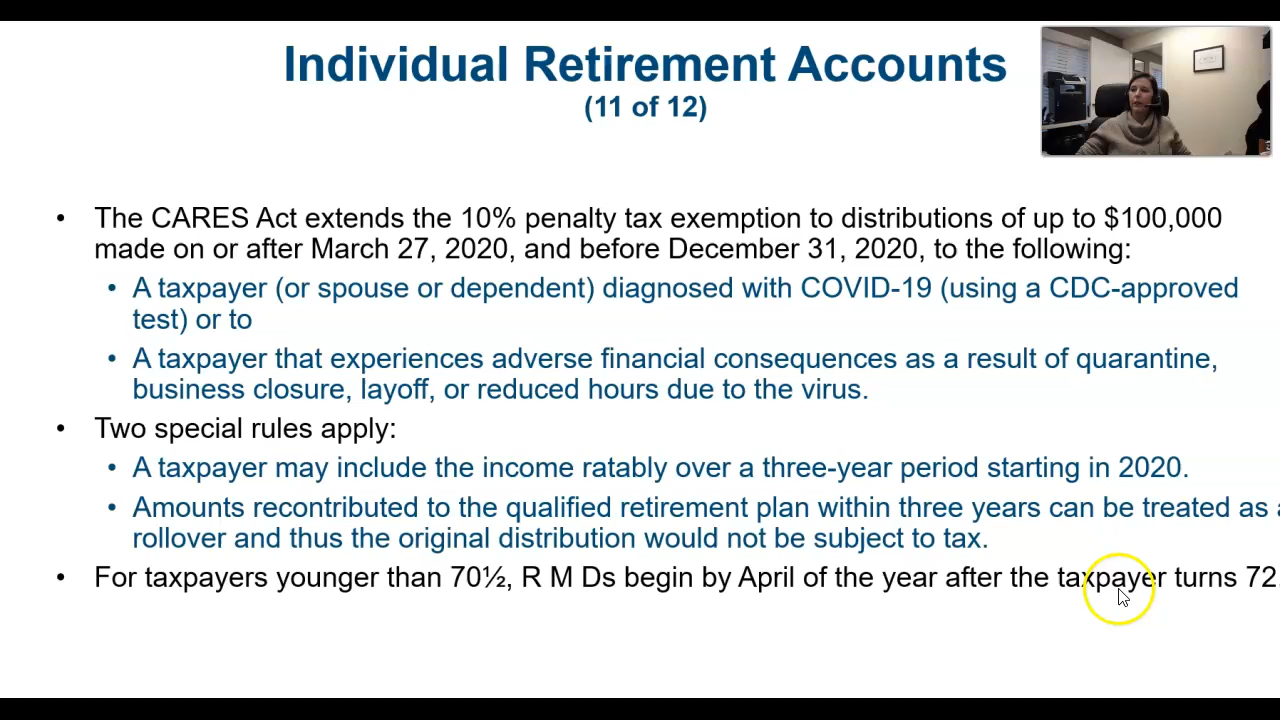 Individual Retirement Accounts
(11 of 12)
• The CARES Act extends the 10% penalty tax exemption to distributions of up to $100,000
made on or after March 27, 2020, and before December 31, 2020, to the following:
• A taxpayer (or spouse or dependent) diagnosed with COVID-19 (using a CDC-approved
test) or to
• A taxpayer that experiences adverse financial consequences as a result of quarantine,
business closure, layoff, or reduced hours due to the virus.
• Two special rules apply:
• A taxpayer may include the income ratably over a three-year period starting in 2020.
• Amounts recontributed to the qualified retirement plan within three years can be treated as a
rollover and thus the original distribution would not be subject to tax.
• For taxpayers younger than 70½, R M Ds begin by April of the year after the taxpayer turns 72.